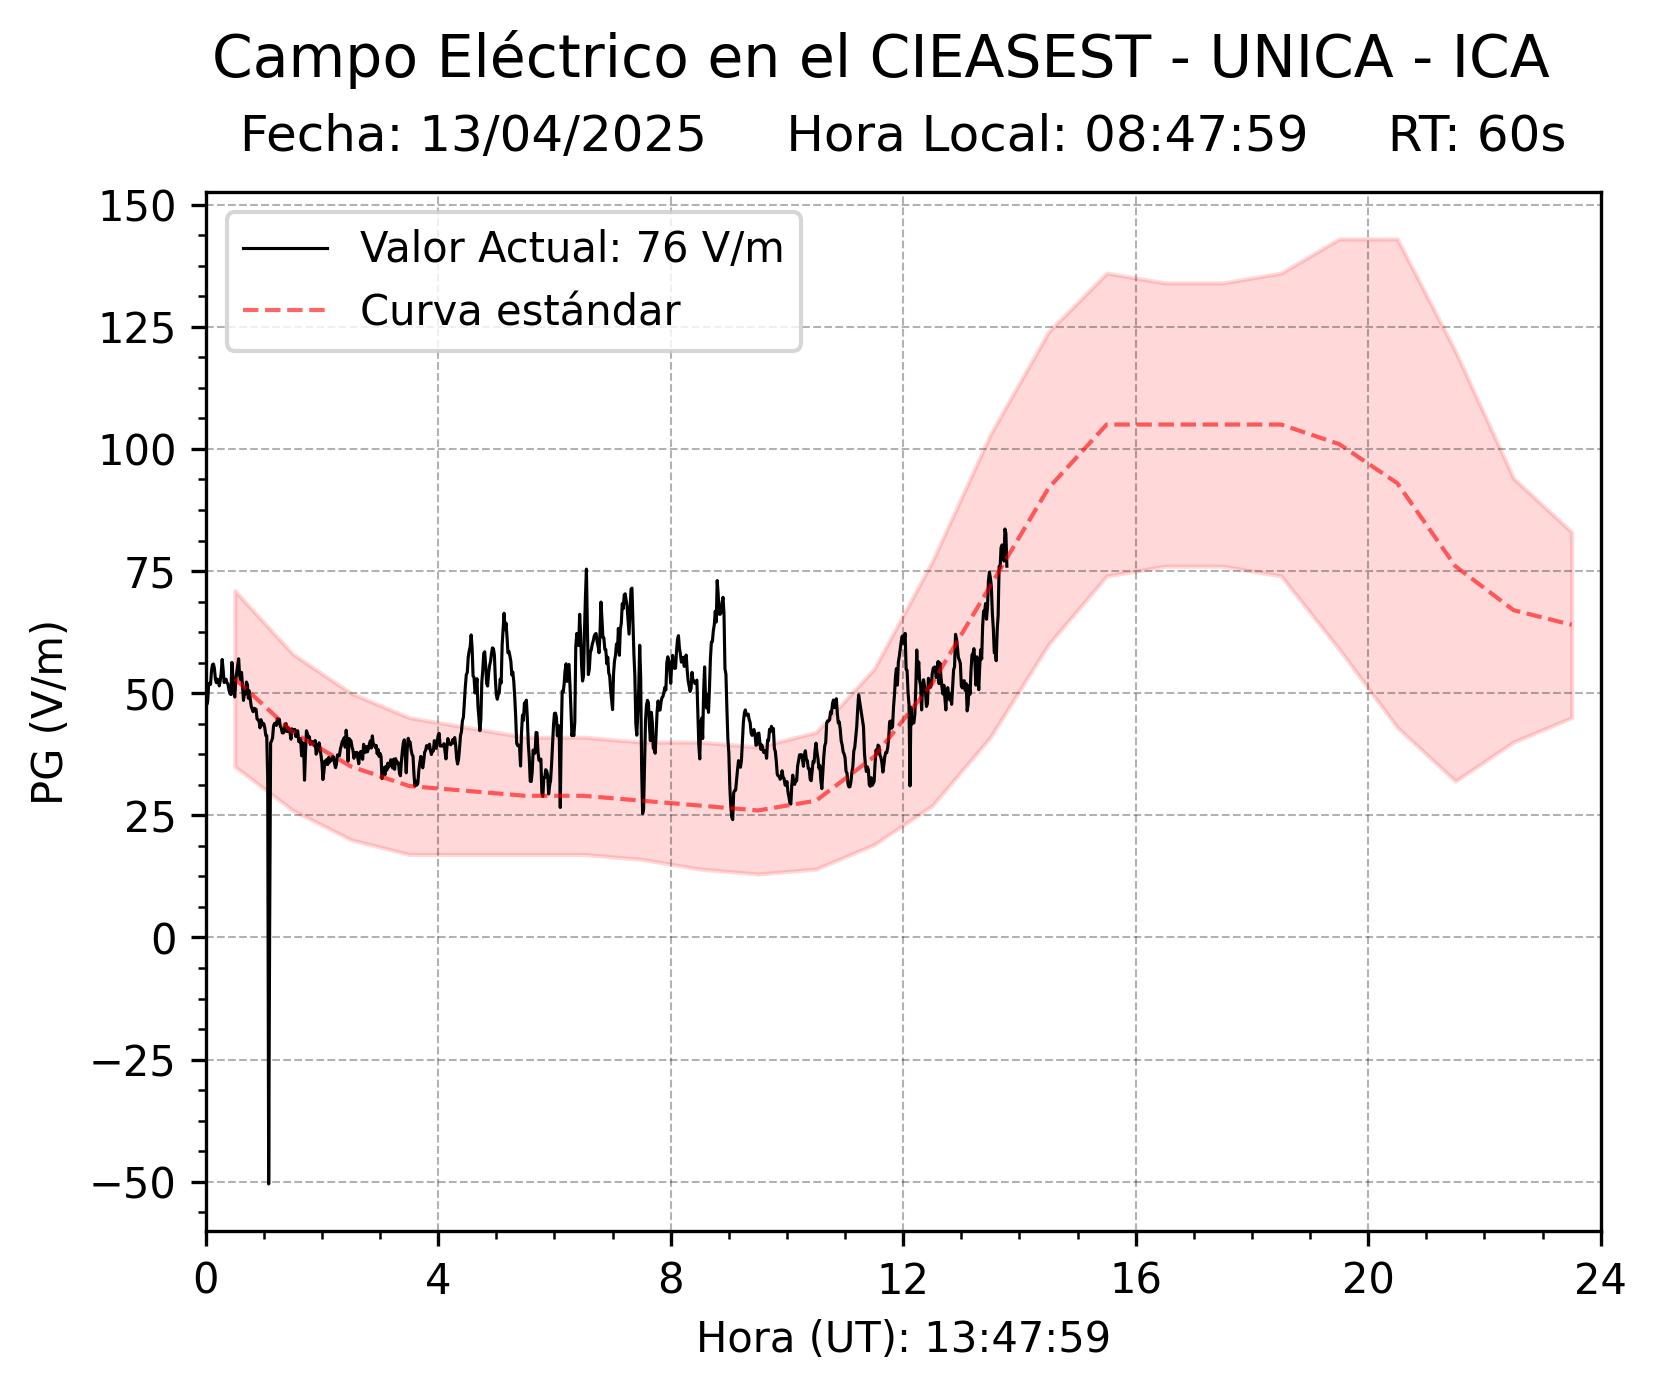 Campo Eléctrico en el CIEASEST - UNICA - ICA
Fecha: 13/04/2025 Hora Local: 08:47:59 RT: 60s
Valor Actual: 76 V/m
Curva estándar
PG (V/m)
150
125
100
75
50
25
0
−25
−50
0 4 8 12 16 20 24
Hora (UT): 13:47:59